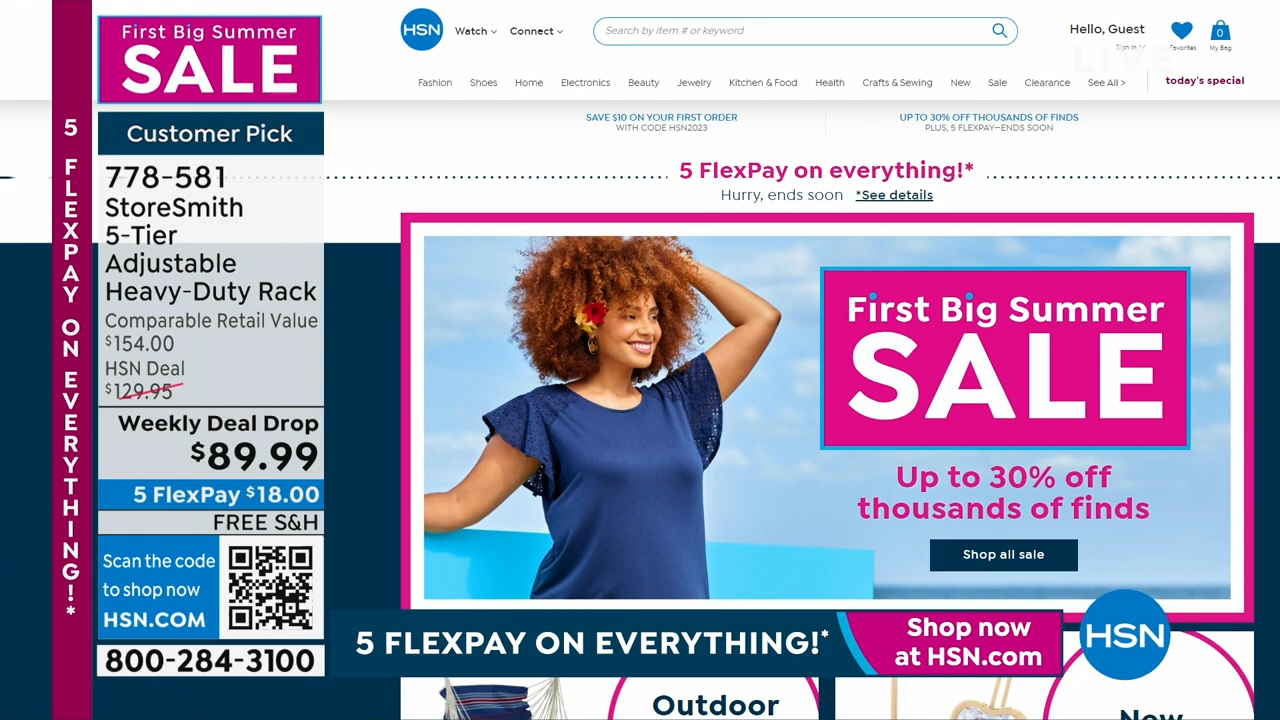 5 FLEXPAY ON EVERYTHING!*
First Big Summer
SALE
Customer Pick
778-581
StoreSmith
5-Tier
Adjustable
Heavy-Duty Rack
Comparable Retail Value
$154.00
HSN Deal
$129.95
Weekly Deal Drop
$89.99
5 FlexPay $18.00
FREE S&H
Scan the code
to shop now
HSN.COM
800-284-3100
HSN
Watch
Connect
Search by item # or keyword
Hello, Guest
Sign in
Favorites
0
My Bag
LIVE
Fashion
Shoes
Home
Electronics
Beauty
Jewelry
Kitchen & Food
Health
Crafts & Sewing
New
Sale
Clearance
See All >
today's special
SAVE $10 ON YOUR FIRST ORDER
WITH CODE HSN2023
UP TO 30% OFF THOUSANDS OF FINDS
PLUS, 5 FLEXPAY—ENDS SOON
5 FlexPay on everything!*
Hurry, ends soon *See details
First Big Summer
SALE
Up to 30% off
thousands of finds
Shop all sale
5 FLEXPAY ON EVERYTHING!*
Shop now
at HSN.com
HSN
Outdoor
New